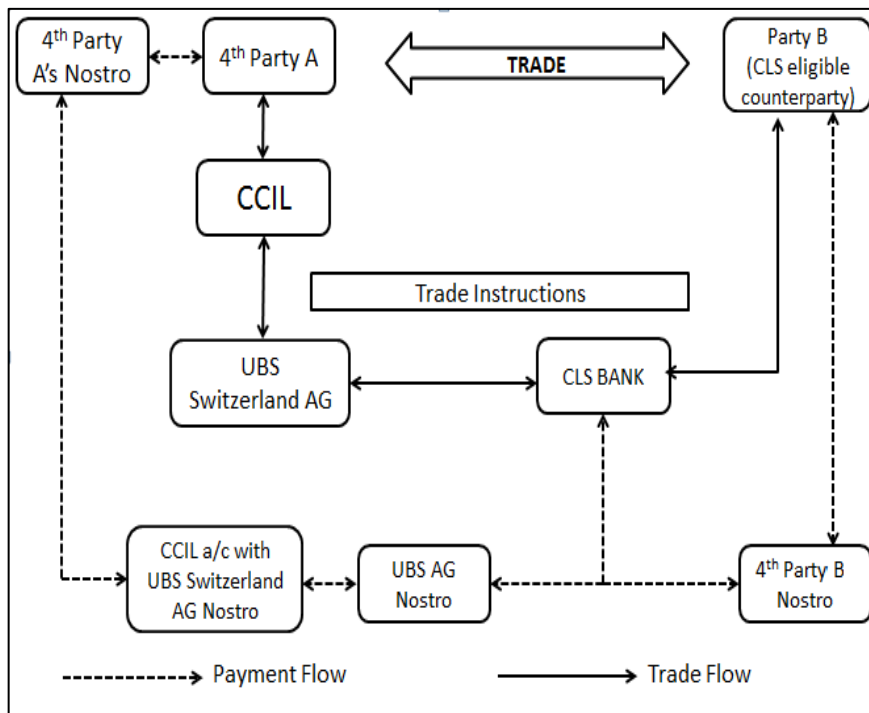 4th Party
A's Nostro
4th Party A
TRADE
Party B
(CLS eligible
counterparty)
CCIL
Trade Instructions
UBS
Switzerland AG
CLS BANK
CCIL a/c with
UBS Switzerland
AG Nostro
UBS AG
Nostro
4th Party B
Nostro
Payment Flow
Trade Flow